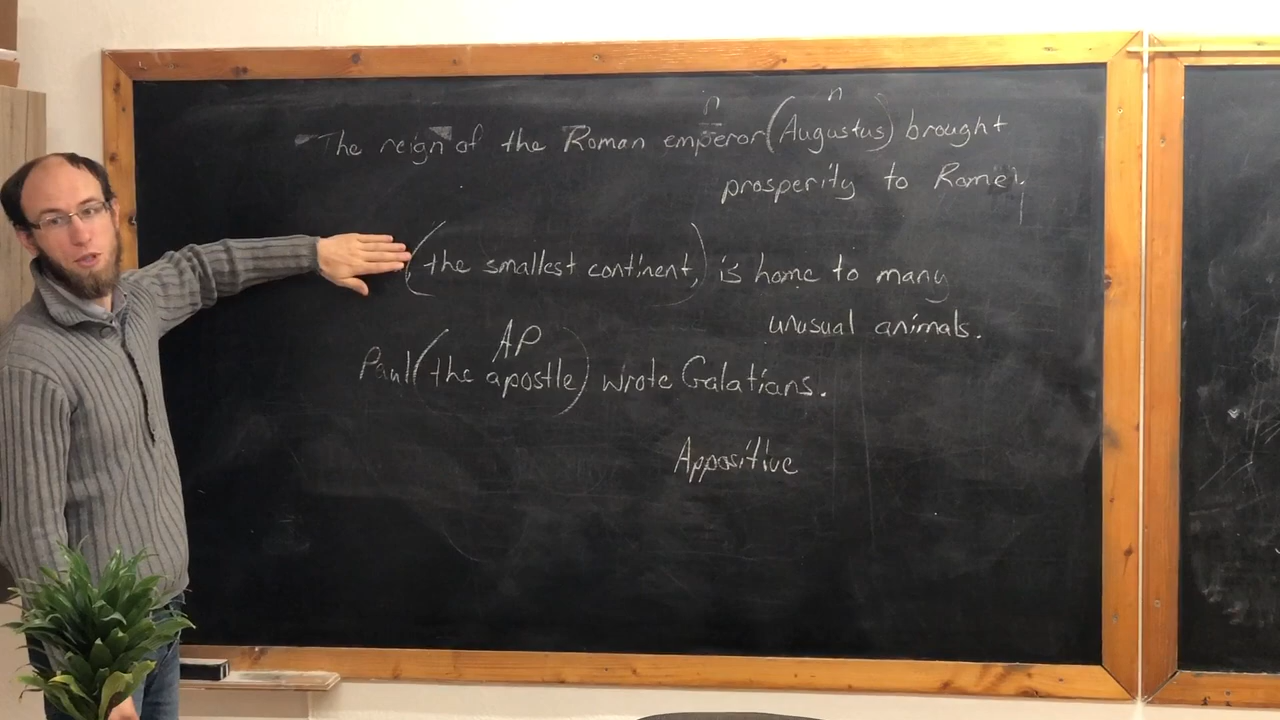 n n
The reign of the Roman emperor (Augustus) brought
prosperity to Rome.
(the smallest continent,) is home to many
unusual animals.
AP
Paul (the apostle) wrote Galatians.
Appositive